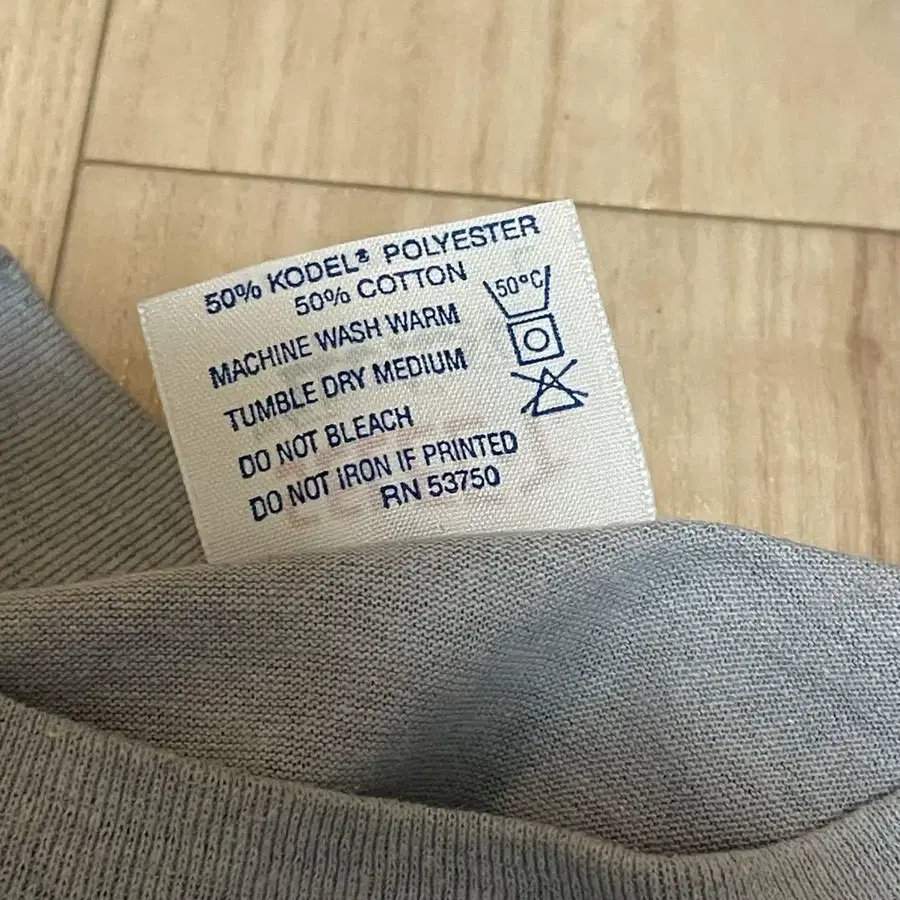 50% KODEL® POLYESTER
50% COTTON
MACHINE WASH WARM
TUMBLE DRY MEDIUM
DO NOT BLEACH
DO NOT IRON IF PRINTED
RN 53750
50°C